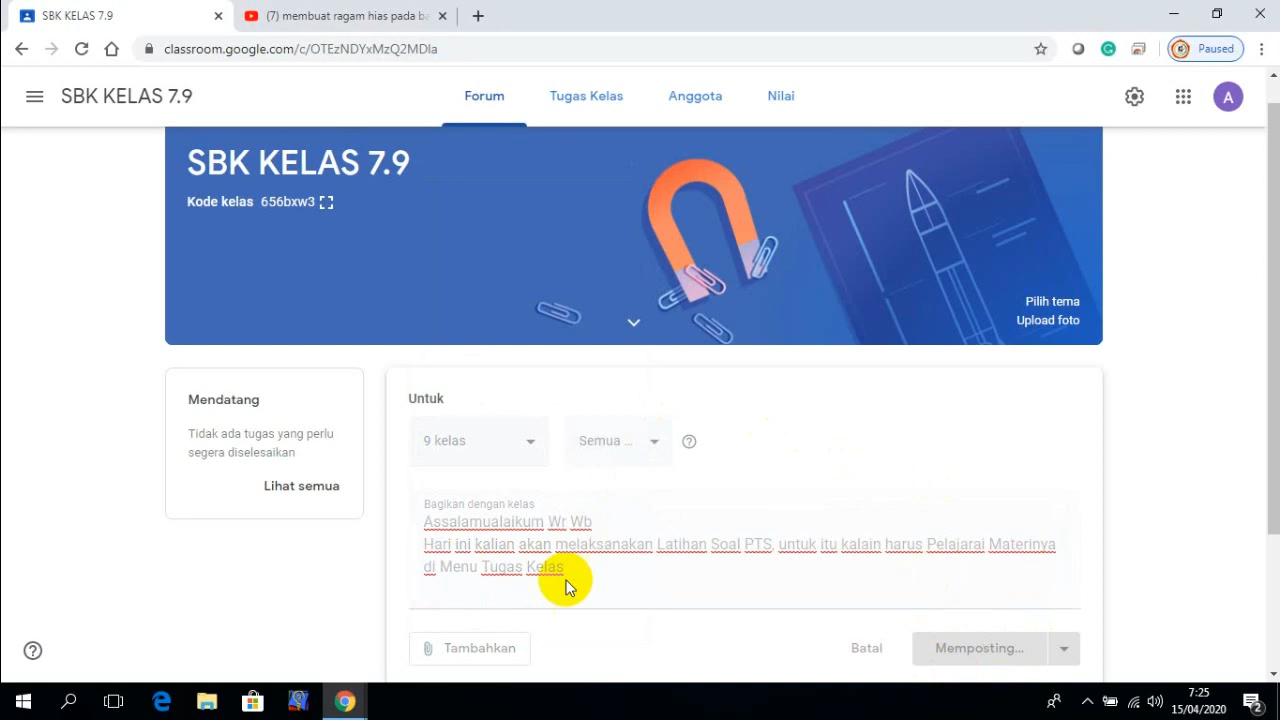 SBK KELAS 7.9
(7) membuat ragam hias pada ba
classroom.google.com/c/OTEzNDYxMzQ2MDla
Paused
SBK KELAS 7.9
Forum
Tugas Kelas
Anggota
Nilai
A
SBK KELAS 7.9
Kode kelas 656bxw3
Pilih tema
Upload foto
Mendatang
Tidak ada tugas yang perlu
segera diselesaikan
Lihat semua
Untuk
9 kelas
Semua ...
Bagikan dengan kelas
Assalamualaikum Wr Wb
Hari ini kalian akan melaksanakan Latihan Soal PTS, untuk itu kalain harus Pelajarai Materinya
di Menu Tugas Kelas
Tambahkan
Batal
Memposting...
7:25
15/04/2020
2